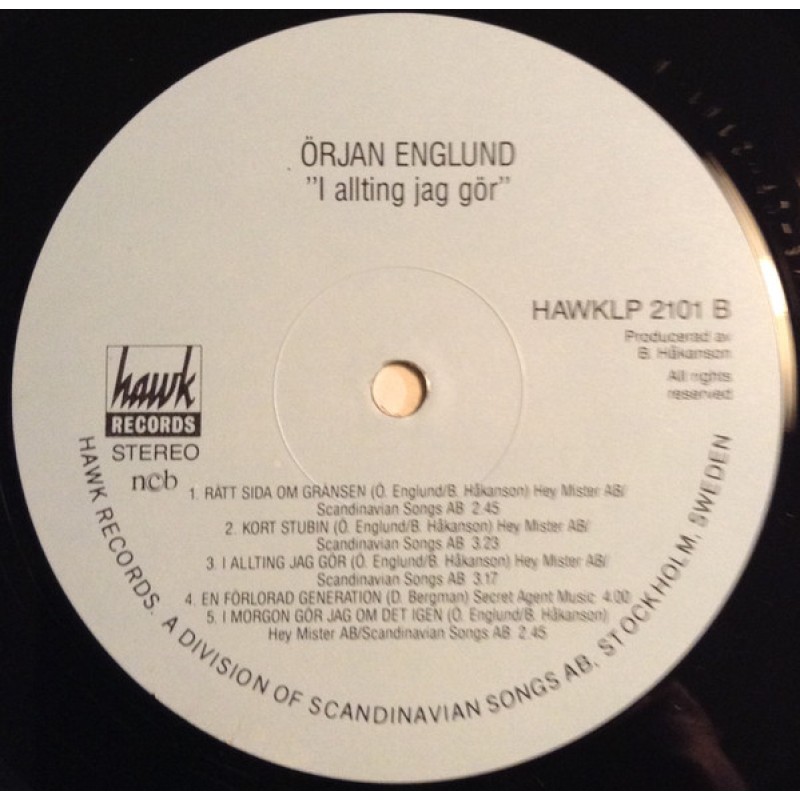 ÖRJAN ENGLUND
"I allting jag gör"
HAWKLP 2101 B
Producerad av
B. Håkanson
All rights
reserved
hawk
RECORDS
STEREO
ncb
1. RÄTT SIDA OM GRÄNSEN (Ö. Englund/B. Håkanson) Hey Mister AB/
Scandinavian Songs AB 2.45
2. KORT STUBIN (Ö. Englund/B. Håkanson) Hey Mister AB/
Scandinavian Songs AB 3.23
3. I ALLTING JAG GÖR (Ö. Englund/B. Håkanson) Hey Mister AB/
Scandinavian Songs AB 3.17
4. EN FÖRLORAD GENERATION (D. Bergman) Secret Agent Music 4:00
5. I MORGON GÖR JAG OM DET IGEN (Ö. Englund/B. Håkanson)
Hey Mister AB/Scandinavian Songs AB 2.45
HAWK RECORDS. A DIVISION OF SCANDINAVIAN SONGS AB, STOCKHOLM, SWEDEN